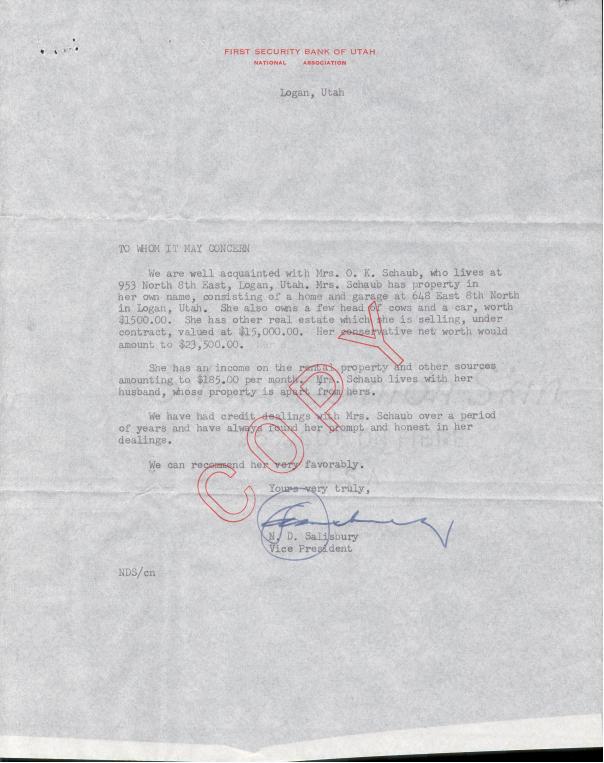 FIRST SECURITY BANK OF UTAH
NATIONAL ASSOCIATION
Logan, Utah
TO WHOM IT MAY CONCERN
We are well acquainted with Mrs. O. K. Schaub, who lives at
953 North 8th East, Logan, Utah. Mrs. Schaub has property in
her own name, consisting of a home and garage at 648 East 8th North
in Logan, Utah. She also owns a few head of cows and a car, worth
$1500.00. She has other real estate which she is selling, under
contract, valued at $15,000.00. Her conservative net worth would
amount to $23,500.00.
She has an income on the rental property and other sources
amounting to $185.00 per month. Mrs. Schaub lives with her
husband, whose property is apart from hers.
We have had credit dealings with Mrs. Schaub over a period
of years and have always found her prompt and honest in her
dealings.
We can recommend her very favorably.
Yours very truly,
N. D. Salisbury
Vice President
NDS/cn
COPY